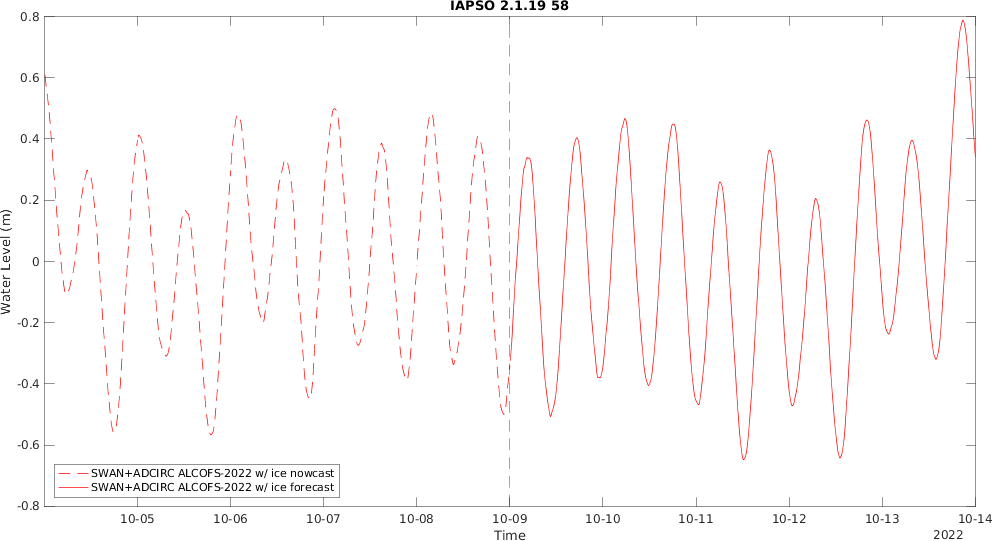 IAPSO 2.1.19 58
0.8
0.6
0.4
0.2
0
-0.2
-0.4
-0.6
-0.8
Water Level (m)
SWAN+ADCIRC ALCOFS-2022 w/ ice nowcast
SWAN+ADCIRC ALCOFS-2022 w/ ice forecast
10-05 10-06 10-07 10-08 10-09 10-10 10-11 10-12 10-13 10-14
Time
2022